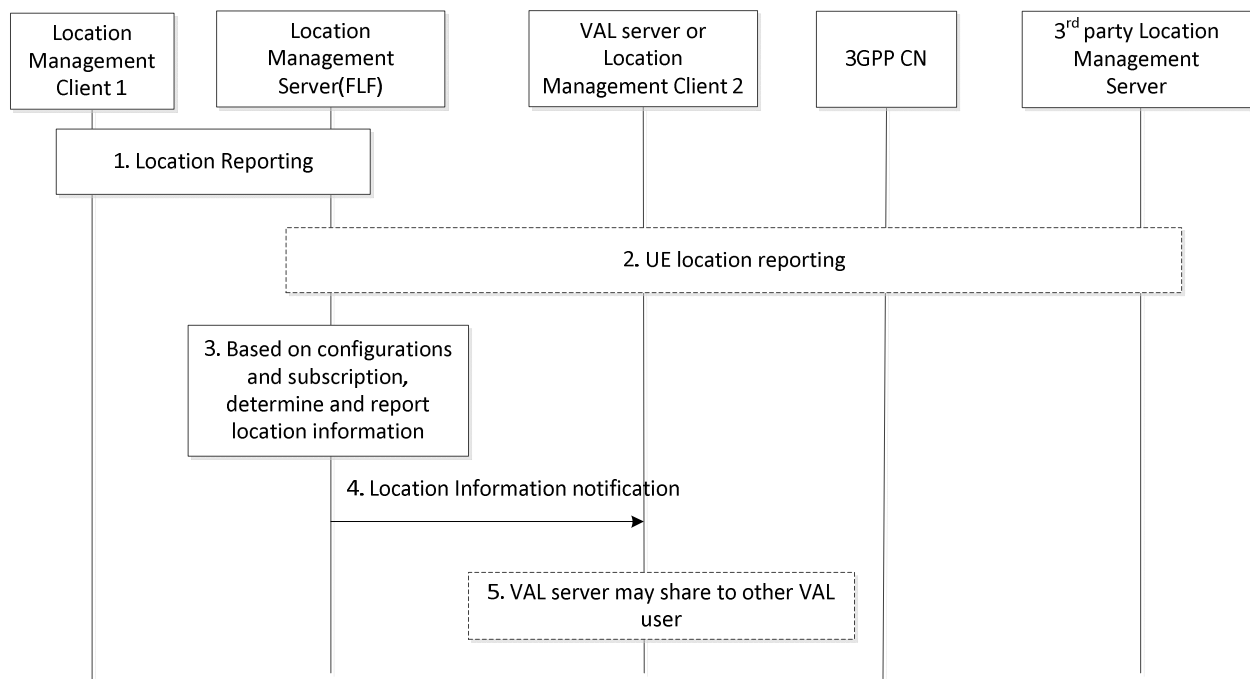 Location
Management
Client 1
Location
Management
Server(FLF)
VAL server or
Location
Management Client 2
3GPP CN
3rd party Location
Management
Server
1. Location Reporting
2. UE location reporting
3. Based on configurations
and subscription,
determine and report
location information
4. Location Information notification
5. VAL server may share to other VAL
user